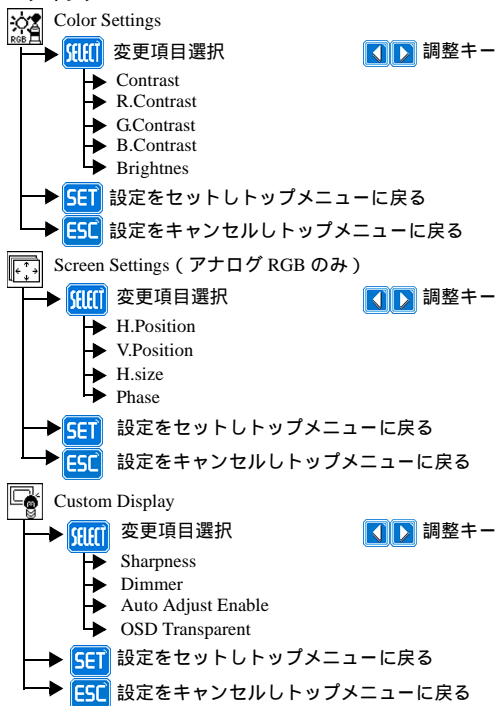 RGB Color Settings
SELECT 変更項目選択 調整キー
Contrast
R.Contrast
G.Contrast
B.Contrast
Brightnes
SET 設定をセットしトップメニューに戻る
ESC 設定をキャンセルしトップメニューに戻る
Screen Settings ( アナログ RGB のみ )
SELECT 変更項目選択 調整キー
H.Position
V.Position
H.size
Phase
SET 設定をセットしトップメニューに戻る
ESC 設定をキャンセルしトップメニューに戻る
Custom Display
SELECT 変更項目選択 調整キー
Sharpness
Dimmer
Auto Adjust Enable
OSD Transparent
SET 設定をセットしトップメニューに戻る
ESC 設定をキャンセルしトップメニューに戻る